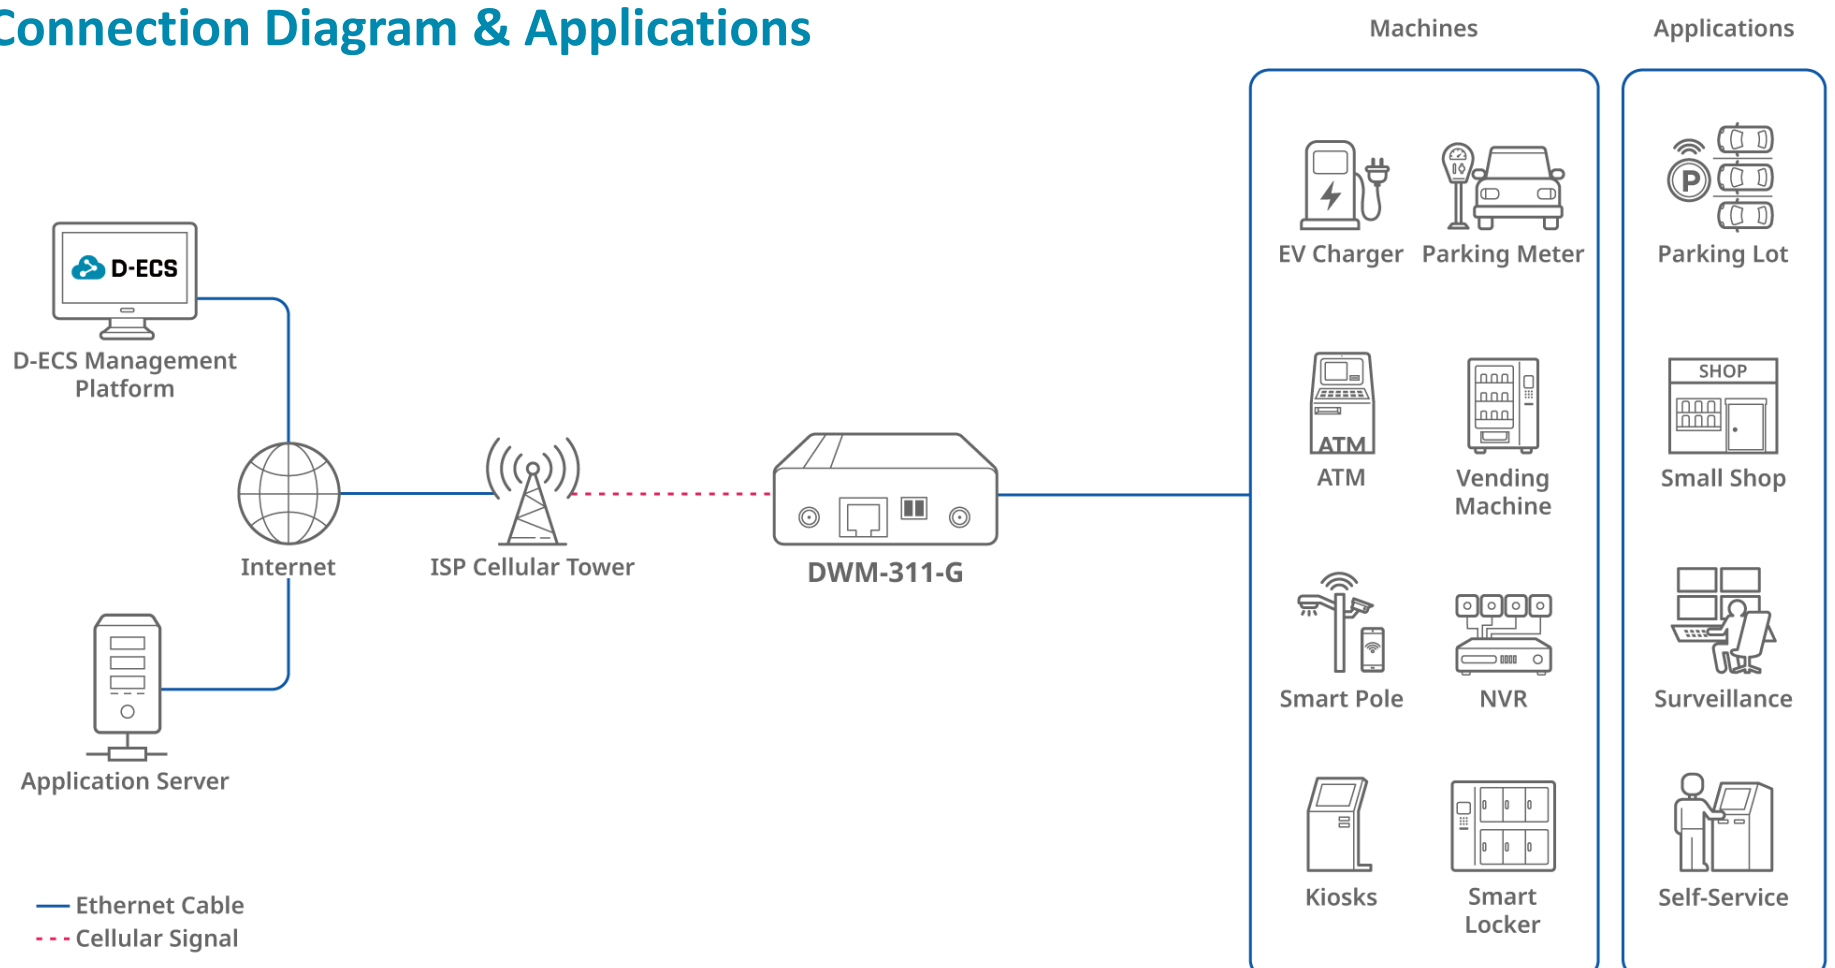 Connection Diagram & Applications
Machines
Applications
EV Charger
Parking Meter
P
Parking Lot
D-ECS
D-ECS Management
Platform
ATM
ATM
Vending
Machine
SHOP
Small Shop
Internet
ISP Cellular Tower
DWM-311-G
Smart Pole
NVR
Surveillance
Application Server
Kiosks
Smart
Locker
Self-Service
Ethernet Cable
Cellular Signal